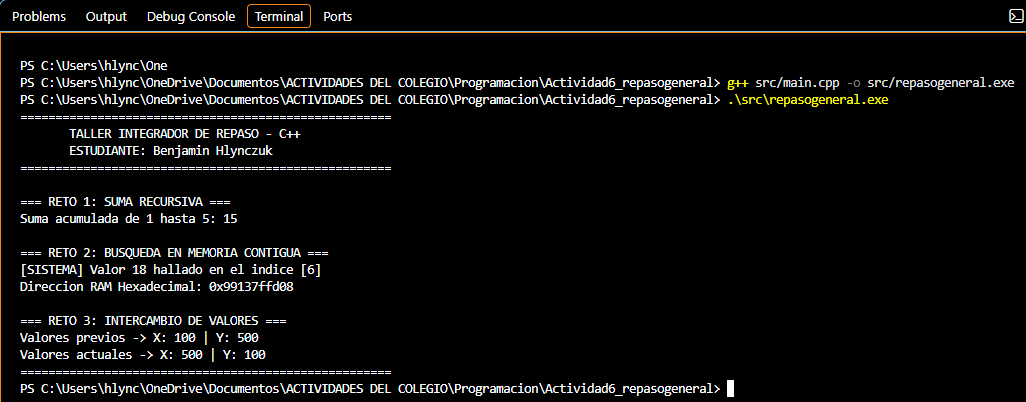 Problems Output Debug Console Terminal Ports
PS C:\Users\hlync\One
PS C:\Users\hlync\OneDrive\Documentos\ACTIVIDADES DEL COLEGIO\Programacion\Actividad6_repasogeneral> g++ src/main.cpp -o src/repasogeneral.exe
PS C:\Users\hlync\OneDrive\Documentos\ACTIVIDADES DEL COLEGIO\Programacion\Actividad6_repasogeneral> .\src\repasogeneral.exe
=====================================================
TALLER INTEGRADOR DE REPASO - C++
ESTUDIANTE: Benjamin Hlynczuk
=====================================================
=== RETO 1: SUMA RECURSIVA ===
Suma acumulada de 1 hasta 5: 15
=== RETO 2: BUSQUEDA EN MEMORIA CONTIGUA ===
[SISTEMA] Valor 18 hallado en el indice [6]
Direccion RAM Hexadecimal: 0x99137ffd08
=== RETO 3: INTERCAMBIO DE VALORES ===
Valores previos -> X: 100 | Y: 500
Valores actuales -> X: 500 | Y: 100
=====================================================
PS C:\Users\hlync\OneDrive\Documentos\ACTIVIDADES DEL COLEGIO\Programacion\Actividad6_repasogeneral>